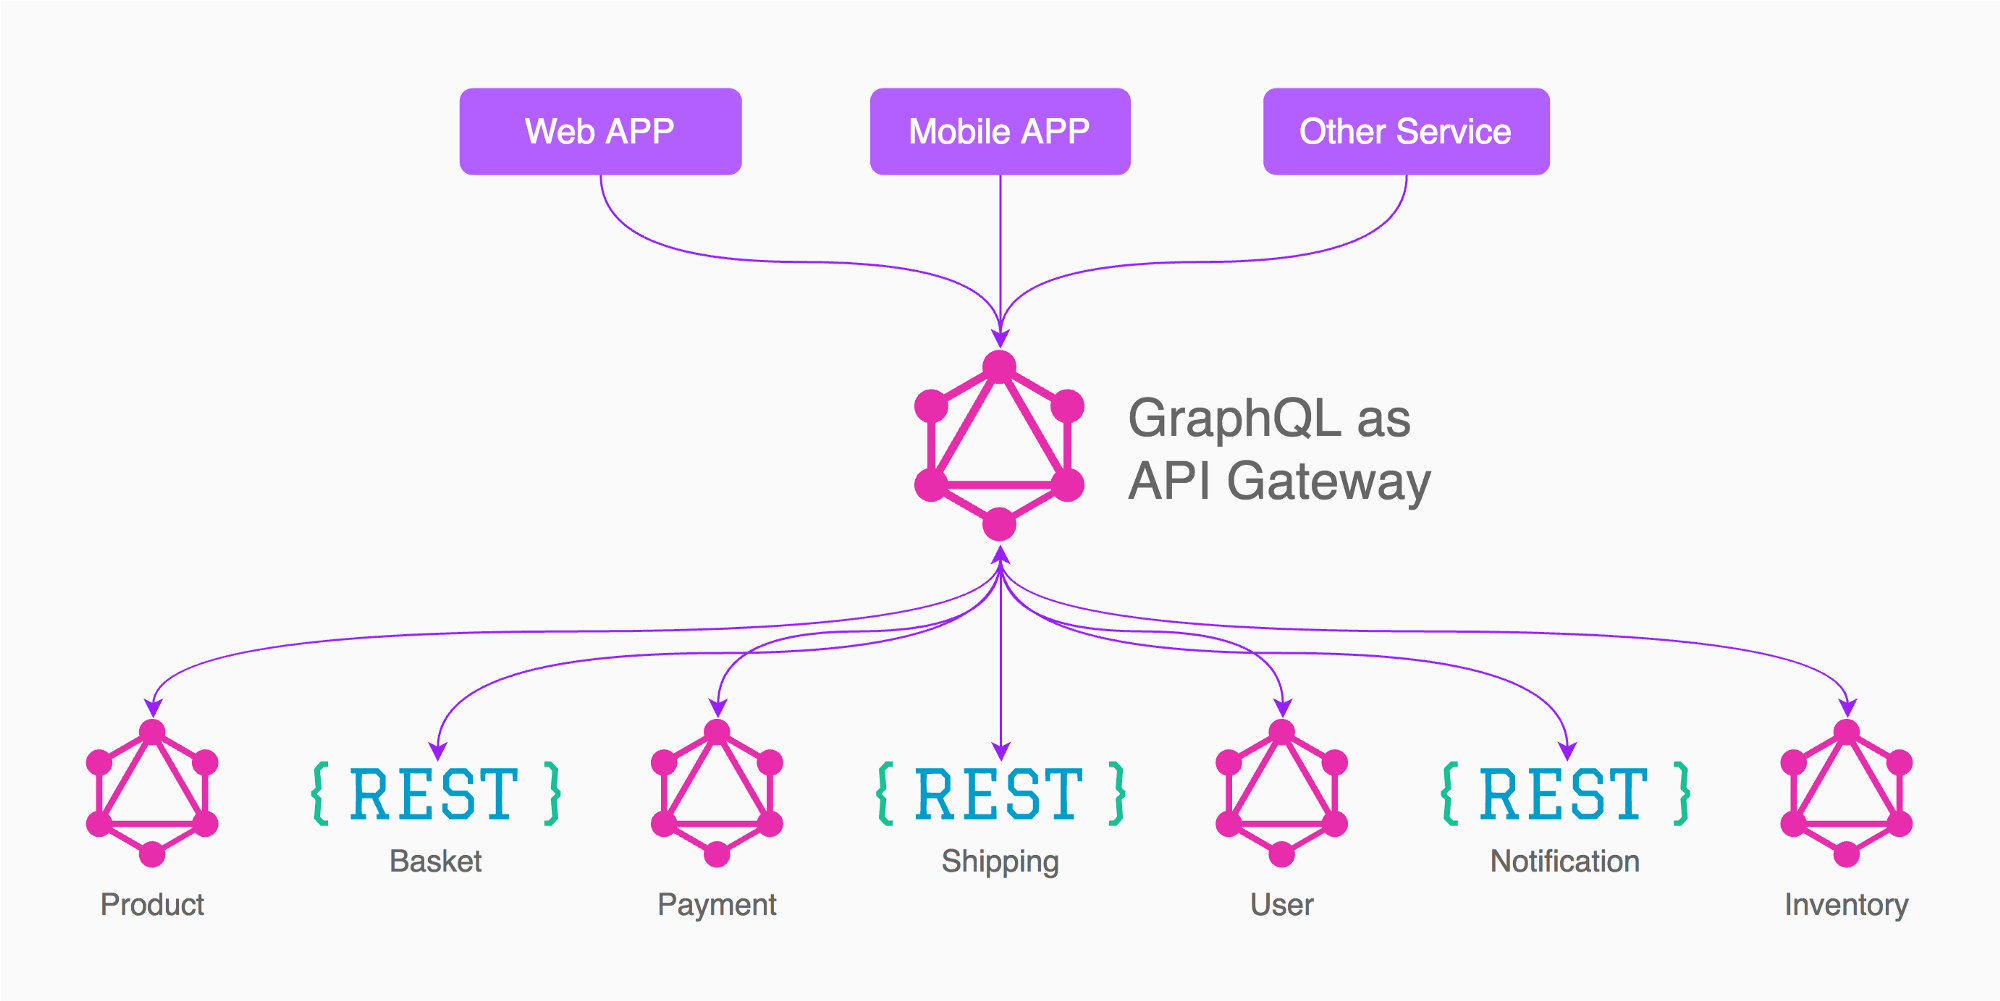 Web APP
Mobile APP
Other Service
GraphQL as
API Gateway
{ REST }
{ REST }
{ REST }
Basket
Shipping
Notification
Product
Payment
User
Inventory